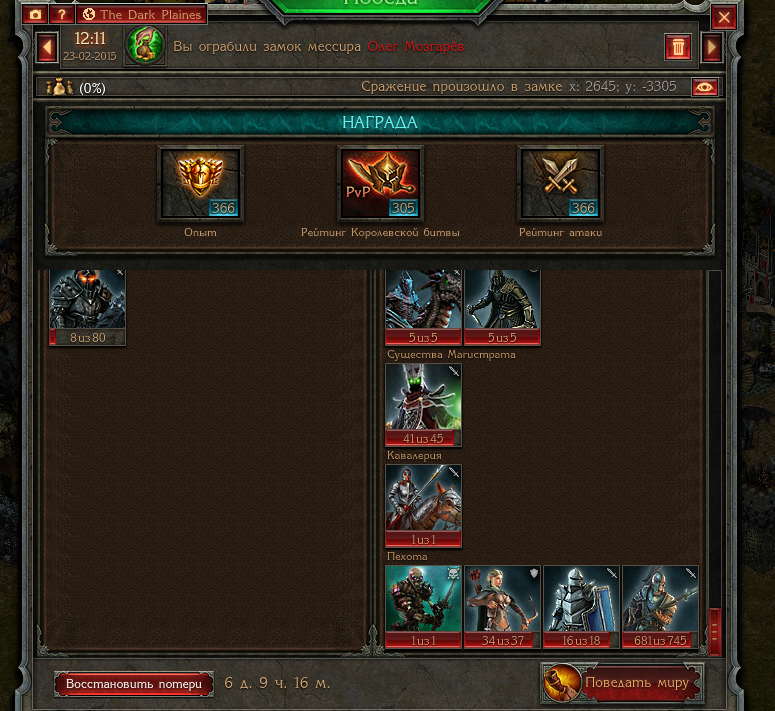 Победа
? The Dark Plaines
12:11
23-02-2015
Вы ограбили замок мессира Олег Мозгарёв
(0%)
Сражение произошло в замке x: 2645; y: -3305
НАГРАДА
366
PvP
305
366
Опыт
Рейтинг Королевской битвы
Рейтинг атаки
8 из 80
5 из 5
5 из 5
Существа Магистрата
41 из 45
Кавалерия
1 из 1
Пехота
1 из 1
34 из 37
16 из 18
681 из 745
Восстановить потери
6 д. 9 ч. 16 м.
Поведать миру